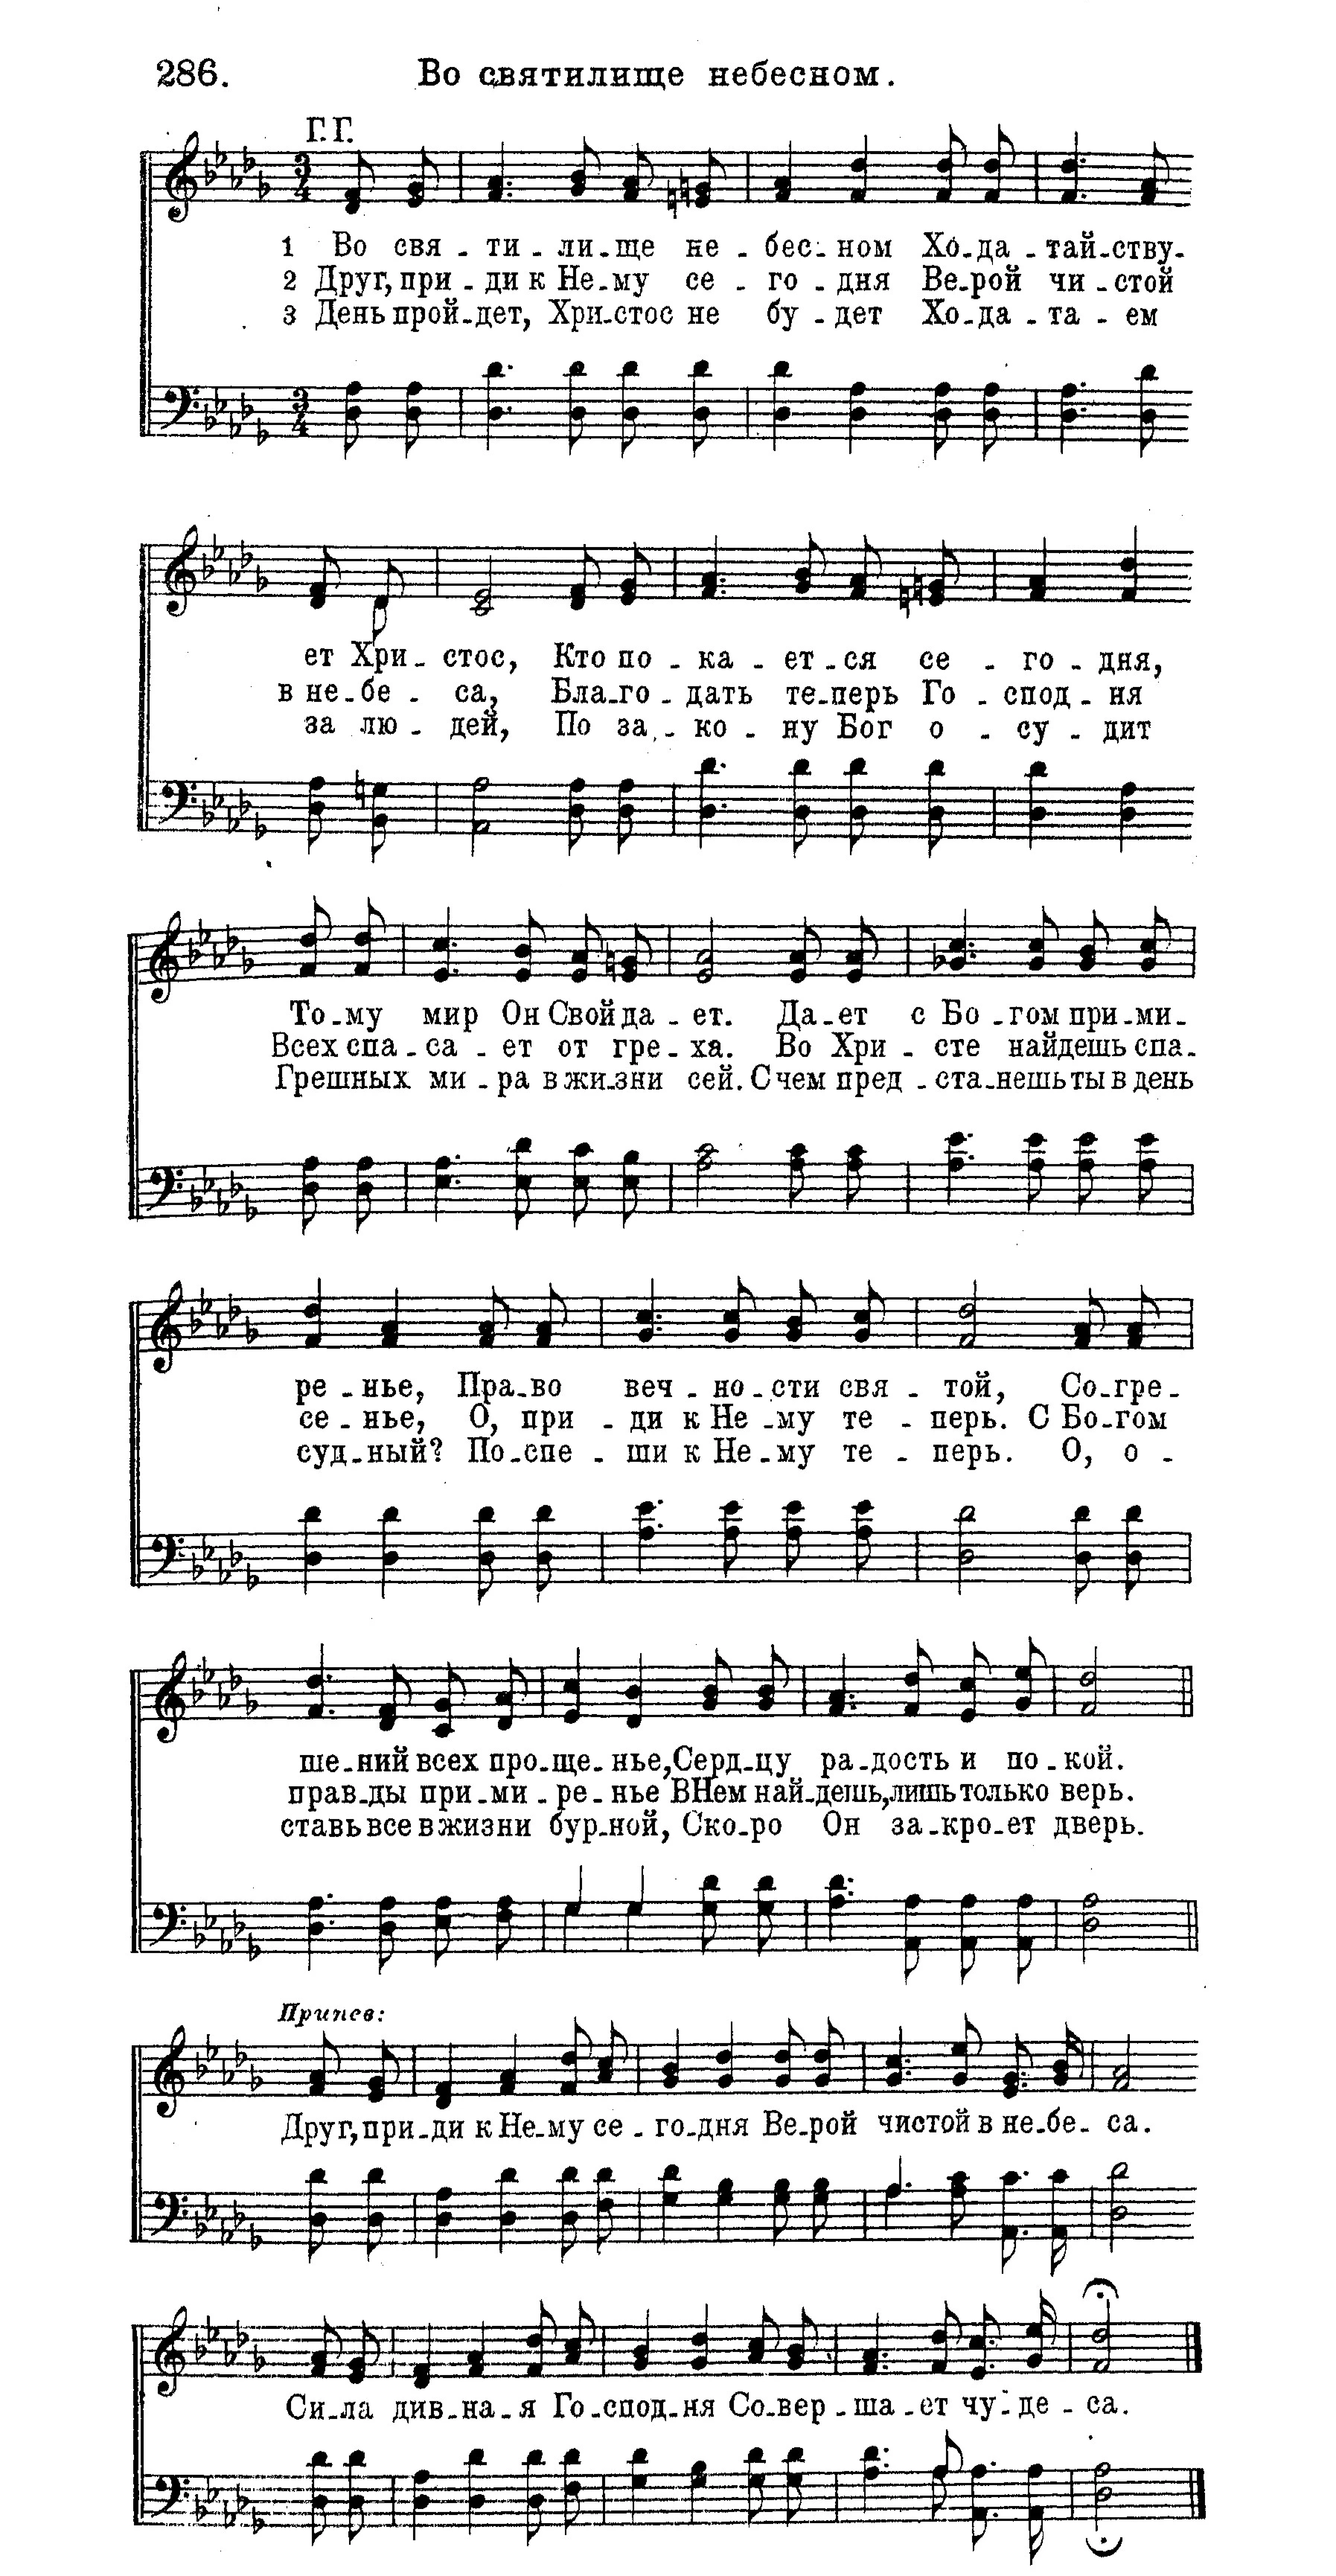 286. Во святилище небесном.
Г. Г.
1 Во свя - ти - ли - ще не - бес - ном Хо - да - тай - ству-
2 Друг, при - ди к Не - му се - го - дня Ве - рой чи - стой
3 День прой - дет, Хри - стос не бу - дет Хо - да - та - ем
ет Хри - стос, Кто по - ка - ет - ся се - го - дня,
в не - бе - са, Бла - го - дать те - перь Го - спод - ня
за лю - дей, По за - ко - ну Бог о - су - дит
То - му мир Он Свой да - ет. Да - ет с Бо - гом при - ми -
Всех спа - са - ет от гре - ха. Во Хри - сте найдешь спа -
Грешных ми - ра в жи - зни сей. С чем пред - ста - нешь ты в день
ре - нье, Пра - во веч - но - сти свя - той, Со - гре -
се - нье, О, при - ди к Не - му те - перь. С Бо - гом
суд - ный? По - спе - ши к Не - му те - перь. О, о -
ше - ний всех про - ще - нье, Серд - цу ра - дость и по - кой.
прав - ды при - ми - ре - нье В Нем най - дешь, лишь только верь.
ставь все в жизни бур - ной, Ско - ро Он за - кро - ет дверь.
Припев:
Друг, при - ди к Не - му се - го - дня Ве - рой чистой в не - бе - са.
Си - ла див - на - я Го - спод - ня Со - вер - ша - ет чу - де - са.